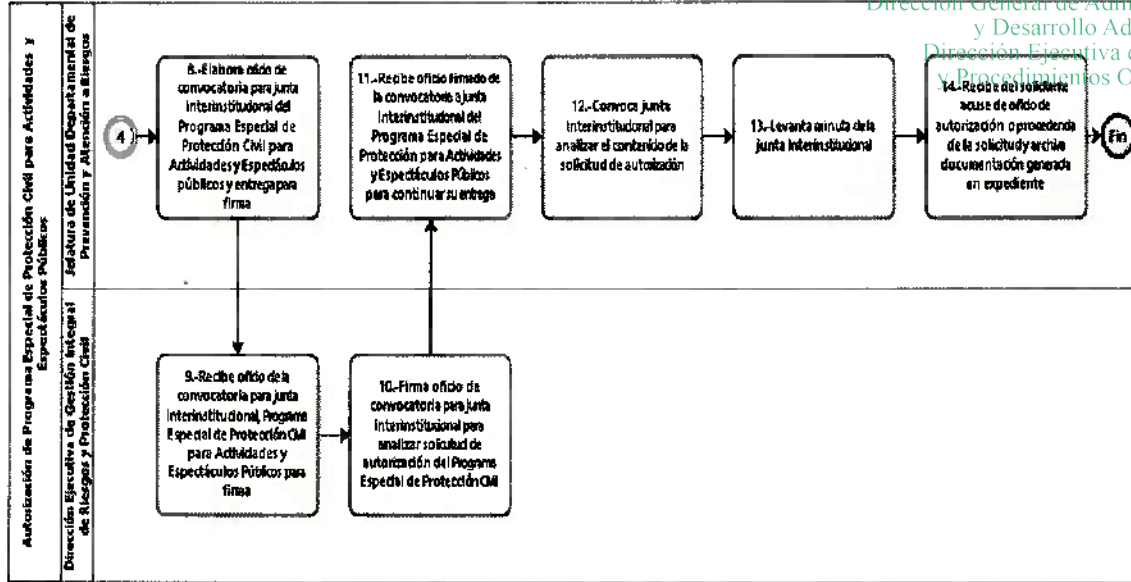 Dirección General de Admi
y Desarrollo Ad
Dirección Ejecutiva d
y Procedimientos O
Autorización de Programa Especial de Protección Civil para Actividades y
Espectáculos Públicos
Jefatura de Unidad Departamental de
Prevención y Atención a Riesgos
4
8.-Elabora oficio de
convocatoria para junta
interinstitucional del
Programa Especial de
Protección Civil para
Actividades y Espectáculos
públicos y entrega para
firma
11.-Recibe oficio firmado de
la convocatoria a junta
Interinstitucional del
Programa Especial de
Protección para Actividades
y Espectáculos Públicos
para continuar su entrega
12.-Convoca junta
interinstitucional para
analizar el contenido de la
solicitud de autorización
13.-Levanta minuta de la
junta interinstitucional
14.-Recibe del solicitante
acuse de oficio de
autorización o procedencia
de la solicitud y archiva
documentación generada
en expediente
Fin
Dirección Ejecutiva de Gestión Integral
de Riesgos y Protección Civil
9.-Recibe oficio de la
convocatoria para junta
interinstitucional, Programa
Especial de Protección Civil
para Actividades y
Espectáculos Públicos para
firma
10.-Firma oficio de
convocatoria para junta
interinstitucional para
analizar solicitud de
autorización del Programa
Especial de Protección Civil